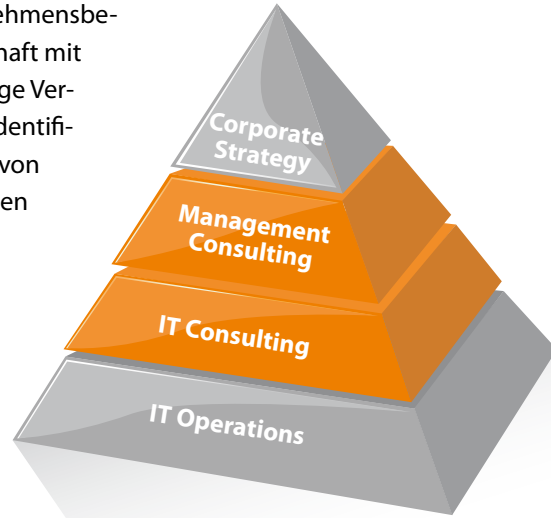 ehmensbe-
haft mit
ge Ver-
dentifi-
von
en
Corporate
Strategy
Management
Consulting
IT Consulting
IT Operations